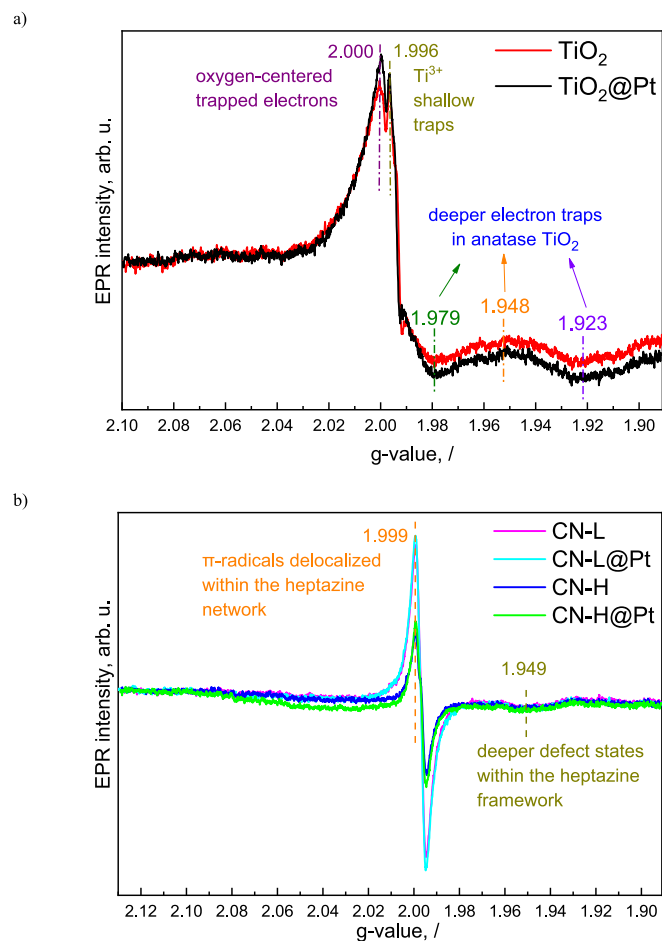 a)
2.000
1.996
TiO₂
TiO₂@Pt
oxygen-centered
trapped electrons
Ti³⁺
shallow
traps
deeper electron traps
in anatase TiO₂
1.979
1.948
1.923
EPR intensity, arb. u.
2.10 2.08 2.06 2.04 2.02 2.00 1.98 1.96 1.94 1.92 1.90
g-value, /
b)
1.999
CN-L
CN-L@Pt
CN-H
CN-H@Pt
π-radicals delocalized
within the heptazine
network
1.949
deeper defect states
within the heptazine
framework
EPR intensity, arb. u.
2.12 2.10 2.08 2.06 2.04 2.02 2.00 1.98 1.96 1.94 1.92 1.90
g-value, /